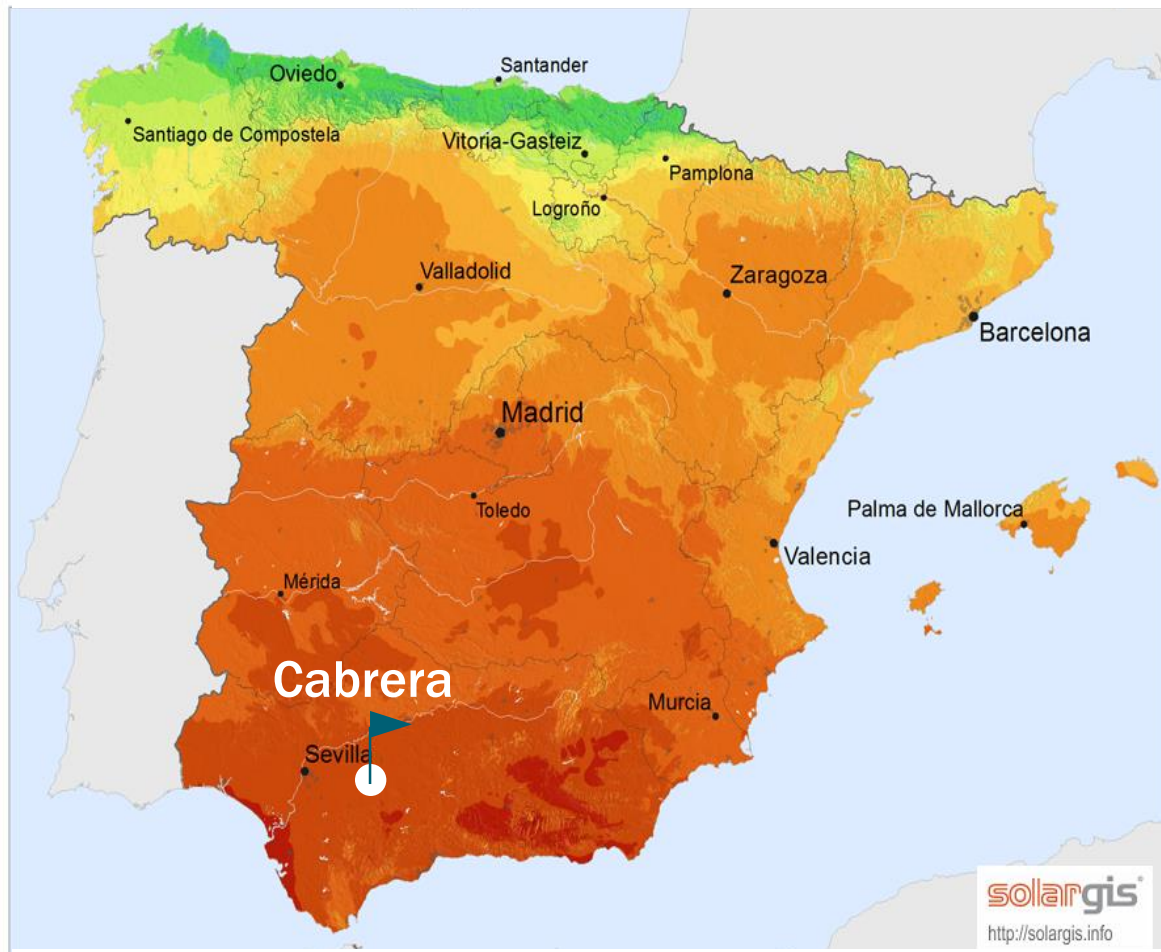 Santander
Oviedo
Santiago de Compostela
Vitoria-Gasteiz
Pamplona
Logroño
Valladolid
Zaragoza
Barcelona
Madrid
Toledo
Palma de Mallorca
Valencia
Mérida
Cabrera
Murcia
Sevilla
solargis
http://solargis.info